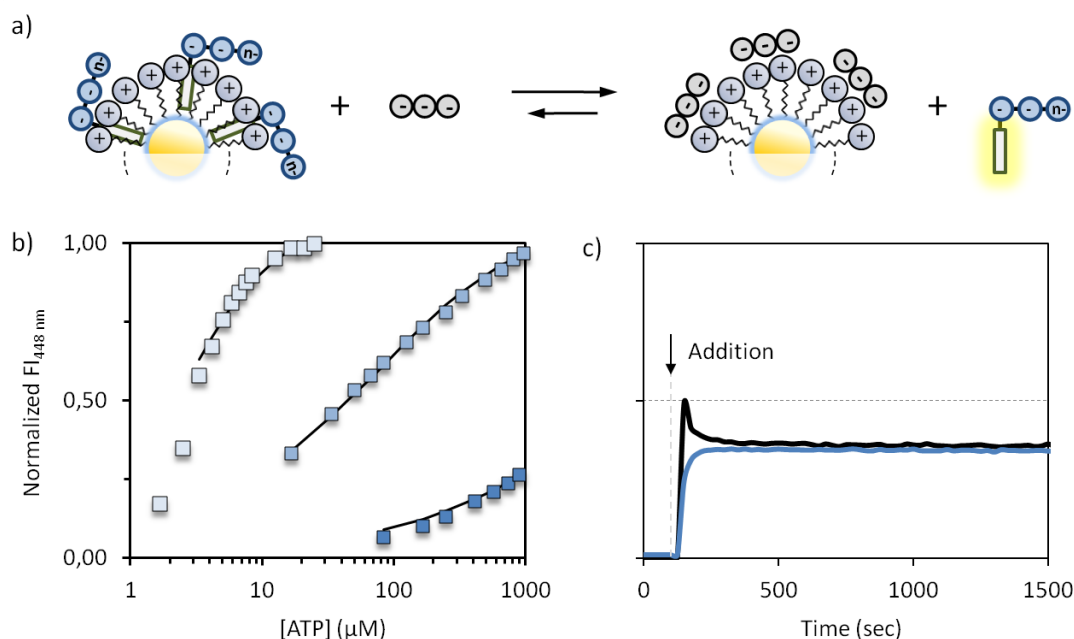 a)
n- - - - - n-
+ + + + + + + + +
- - n-
+
- - -
- - -
- - -
- - -
+ + + + + + + + +
+
- - n-
b)
1,00
0,50
0,00
Normalized FI448 nm
1 10 100 1000
[ATP] (µM)
c)
Addition
0 500 1000 1500
Time (sec)